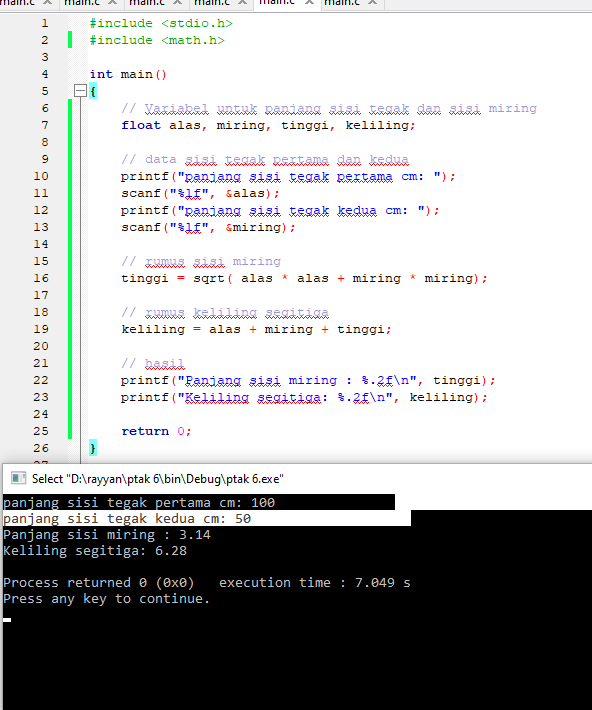 main.c main.c main.c main.c main.c main.c
1 #include <stdio.h>
2 #include <math.h>
3
4 int main()
5 {
6 // Variabel untuk panjang sisi tegak dan sisi miring
7 float alas, miring, tinggi, keliling;
8
9 // data sisi tegak pertama dan kedua
10 printf("panjang sisi tegak pertama cm: ");
11 scanf("%lf", &alas);
12 printf("panjang sisi tegak kedua cm: ");
13 scanf("%lf", &miring);
14
15 // rumus sisi miring
16 tinggi = sqrt( alas * alas + miring * miring);
17
18 // rumus keliling segitiga
19 keliling = alas + miring + tinggi;
20
21 // hasil
22 printf("Panjang sisi miring : %.2f\n", tinggi);
23 printf("Keliling segitiga: %.2f\n", keliling);
24
25 return 0;
26 }
27
Select "D:\rayyan\ptak 6\bin\Debug\ptak 6.exe"
panjang sisi tegak pertama cm: 100
panjang sisi tegak kedua cm: 50
Panjang sisi miring : 3.14
Keliling segitiga: 6.28
Process returned 0 (0x0) execution time : 7.049 s
Press any key to continue.